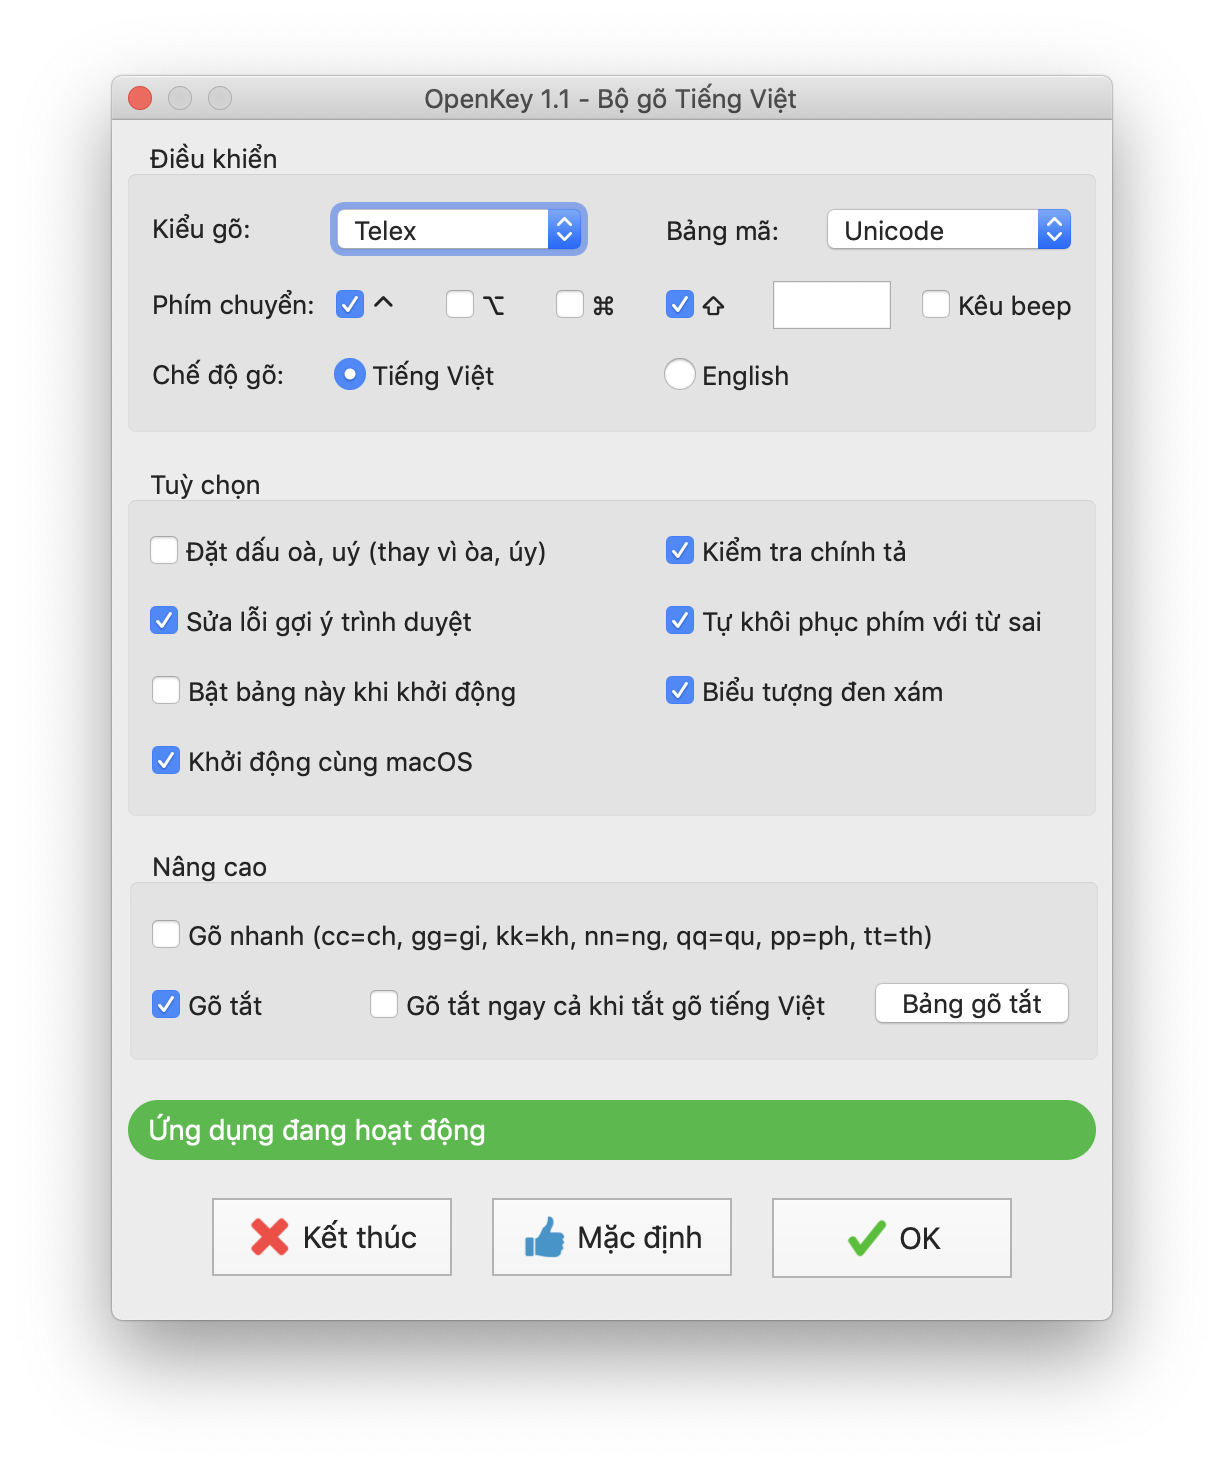 OpenKey 1.1 - Bộ gõ Tiếng Việt
Điều khiển
Kiểu gõ: Telex Bảng mã: Unicode
Phím chuyển: ^ ⌥ ⌘ ⇧ Kêu beep
Chế độ gõ: Tiếng Việt English
Tuỳ chọn
Đặt dấu oà, uý (thay vì òa, úy) Kiểm tra chính tả
Sửa lỗi gợi ý trình duyệt Tự khôi phục phím với từ sai
Bật bảng này khi khởi động Biểu tượng đen xám
Khởi động cùng macOS
Nâng cao
Gõ nhanh (cc=ch, gg=gi, kk=kh, nn=ng, qq=qu, pp=ph, tt=th)
Gõ tắt Gõ tắt ngay cả khi tắt gõ tiếng Việt Bảng gõ tắt
Ứng dụng đang hoạt động
Kết thúc Mặc định OK